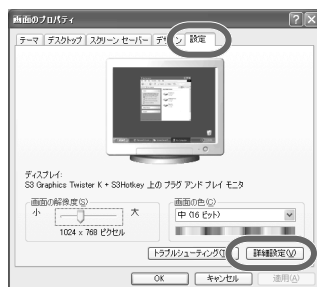 画面のプロパティ
テーマ デスクトップ スクリーン セーバー デ ン 設定
ディスプレイ:
S3 Graphics Twister K + S3Hotkey 上の プラグ アンド プレイ モニタ
画面の解像度(S)
小 大
1024 x 768 ピクセル
画面の色(C)
中 (16 ビット)
トラブルシューティング(T) 詳細設定(V)
OK キャンセル 適用(A)